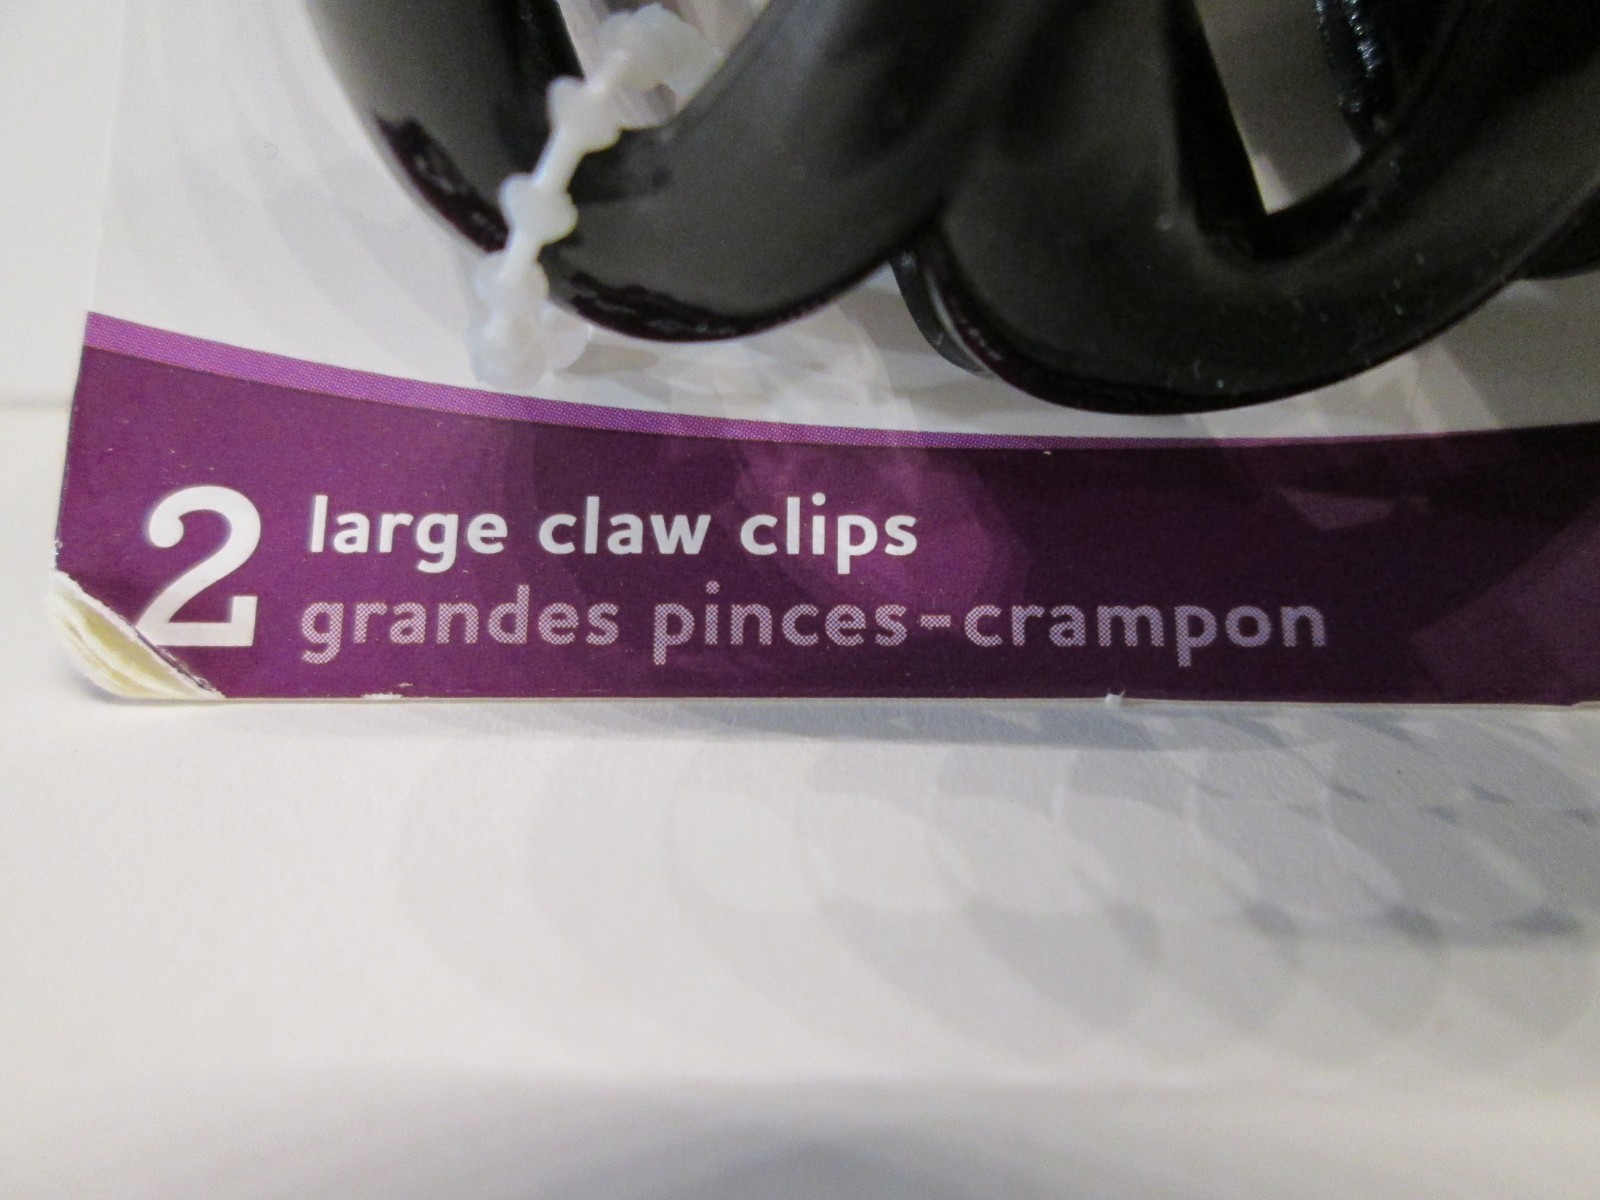 2 large claw clips
grandes pinces-crampon